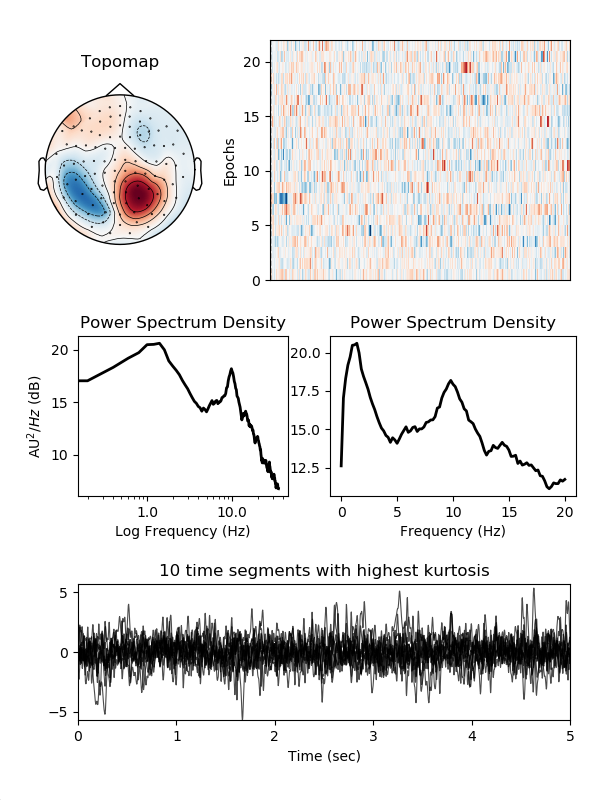 Topomap
Epochs
20
15
10
5
0
Power Spectrum Density
AU²/Hz (dB)
20
15
10
1.0 10.0
Log Frequency (Hz)
Power Spectrum Density
20.0
17.5
15.0
12.5
0 5 10 15 20
Frequency (Hz)
10 time segments with highest kurtosis
5
0
−5
0 1 2 3 4 5
Time (sec)